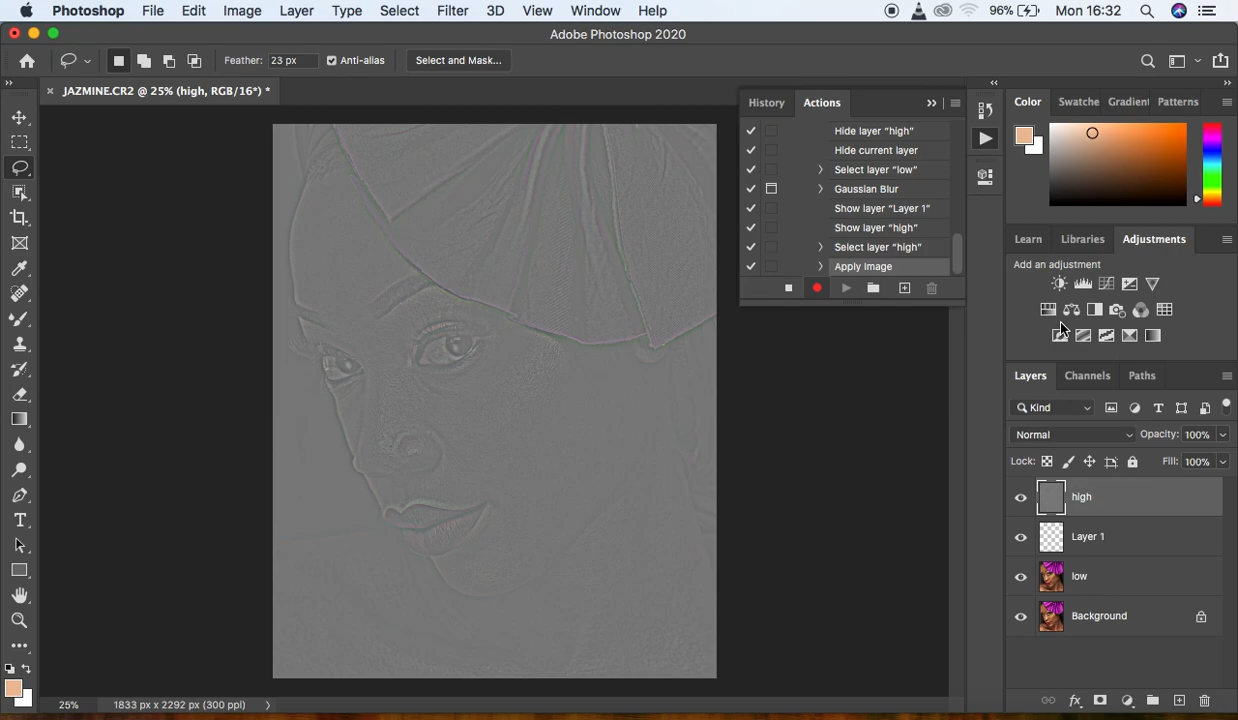 Photoshop File Edit Image Layer Type Select Filter 3D View Window Help 96% Mon 16:32
Adobe Photoshop 2020
Feather: 23 px Anti-alias Select and Mask...
JAZMINE.CR2 @ 25% (high, RGB/16*) *
History Actions
Hide layer “high”
Hide current layer
Select layer “low”
Gaussian Blur
Show layer “Layer 1”
Show layer “high”
Select layer “high”
Apply Image
Color Swatche Gradien Patterns
Learn Libraries Adjustments
Add an adjustment
Layers Channels Paths
Kind
Normal Opacity: 100%
Lock: Fill: 100%
high
Layer 1
low
Background
25% 1833 px x 2292 px (300 ppi)